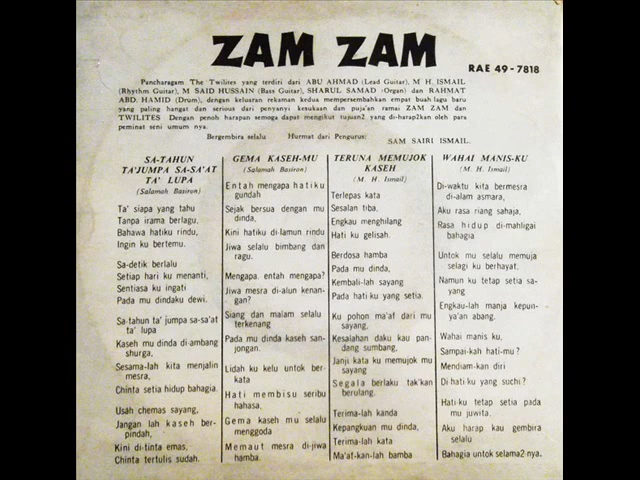 ZAM ZAM
RAE 49-7818
Pancharagam The Twilites yang terdiri dari ABU AHMAD (Lead Guitar), M H. ISMAIL
(Rhythm Guitar), M SAID HUSSAIN (Bass Guitar), SHARUL SAMAD (Organ) dan RAHMAT
ABD. HAMID (Drum), dengan keluaran rekaman kedua mempersembahkan empat buah lagu baru
yang paling hangat dan serious dari penyanyi kesukaan dan puja'an ramai ZAM ZAM dan
TWILITES Dengan penoh harapan semoga dapat mengikut tujuan2 yang di-harap2kan oleh para
peminat seni umum nya.
Bergembira selalu Hurmat dari Pengurus: SAM SAIRI ISMAIL.
SA-TAHUN
TA'JUMPA SA-SA'AT
TA' LUPA
(Salamah Basiron)
Ta' siapa yang tahu
Tanpa irama berlagu,
Bahawa hatiku rindu,
Ingin ku bertemu.
Sa-detik berlalu
Setiap hari ku menanti,
Sentiasa ku ingati
Pada mu dindaku dewi.
Sa-tahun ta' jumpa sa-sa'at
ta' lupa
Kaseh mu dinda di-ambang
shurga,
Sesama-lah kita menjalin
mesra,
Chinta setia hidup bahagia.
Usah chemas sayang,
Jangan lah kaseh ber-
pindah,
Kini di-tinta emas,
Chinta tertulis sudah.
GEMA KASEH-MU
(Salamah Basiron)
Entah mengapa hatiku
gundah
Sejak bersua dengan mu
dinda,
Kini hatiku di-lamun rindu
Jiwa selalu bimbang dan
ragu.
Mengapa, entah mengapa?
Jiwa mesra di-alun kenan-
gan?
Siang dan malam selalu
terkenang
Pada mu dinda kaseh san-
jongan.
Lidah ku kelu untok ber-
kata
Hati membisu seribu
bahasa,
Gema kaseh mu selalu
menggoda
Memaut mesra di-jiwa
hamba.
TERUNA MEMUJOK
KASEH
(M. H. Ismail)
Terlepas kata
Sesalan tiba,
Engkau menghilang
Hati ku gelisah.
Berdosa hamba
Pada mu dinda,
Kembali-lah sayang
Pada hati ku yang setia.
Ku pohon ma'af dari mu
sayang,
Kesalahan daku kau pan-
dang sumbang,
Janji kata ku memujok mu
sayang
Segala berlaku tak'kan
berulang.
Terima-lah kanda
Kepangkuan mu dinda,
Terima-lah kata
Ma'af-kan-lah bamba
WAHAI MANIS-KU
(M. H. Ismail)
Di-waktu kita bermesra
di-alam asmara,
Aku rasa riang sahaja,
Rasa hidup di-mahligai
bahagia
Untok mu selalu memuja
selagi ku berhayat.
Namun ku tetap setia sa-
yang
Engkau-lah manja kepun-
ya'an abang.
Wahai manis ku,
Sampai-kah hati-mu?
Mendiam-kan diri
Di hati ku yang suchi?
Hati-ku tetap setia pada
mu juwita.
Aku harap kau gembira
selalu
Bahagia untok selama2-nya.